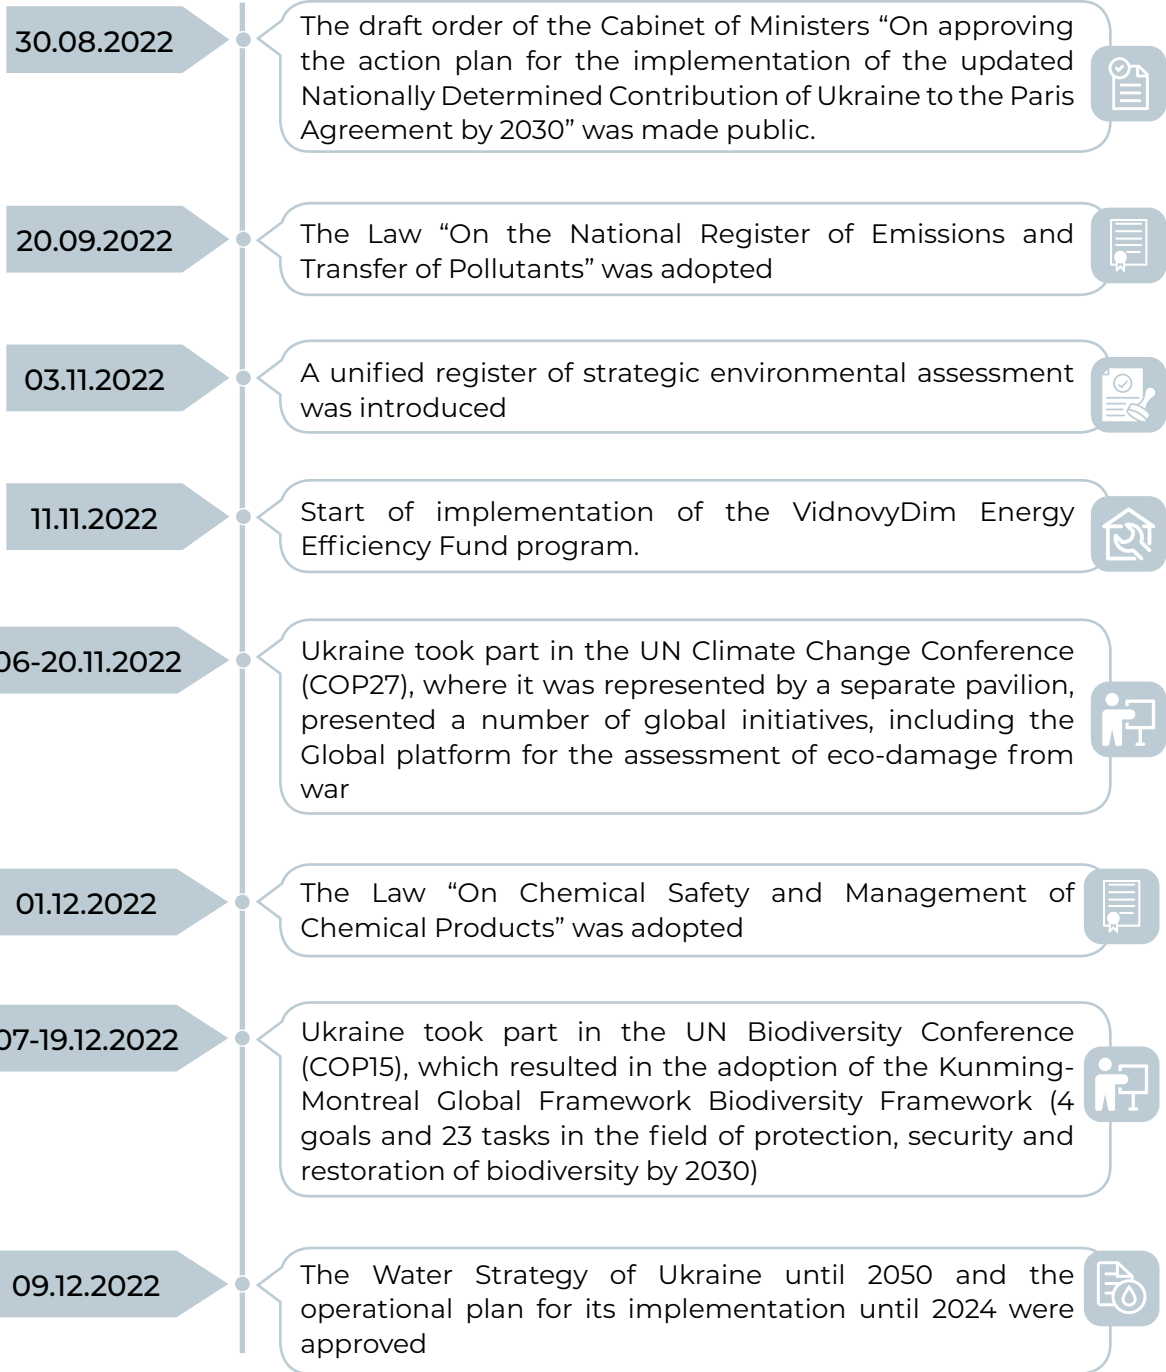 30.08.2022
The draft order of the Cabinet of Ministers “On approving
the action plan for the implementation of the updated
Nationally Determined Contribution of Ukraine to the Paris
Agreement by 2030” was made public.
20.09.2022
The Law “On the National Register of Emissions and
Transfer of Pollutants” was adopted
03.11.2022
A unified register of strategic environmental assessment
was introduced
11.11.2022
Start of implementation of the VidnovyDim Energy
Efficiency Fund program.
06-20.11.2022
Ukraine took part in the UN Climate Change Conference
(COP27), where it was represented by a separate pavilion,
presented a number of global initiatives, including the
Global platform for the assessment of eco-damage from
war
01.12.2022
The Law “On Chemical Safety and Management of
Chemical Products” was adopted
07-19.12.2022
Ukraine took part in the UN Biodiversity Conference
(COP15), which resulted in the adoption of the Kunming-
Montreal Global Framework Biodiversity Framework (4
goals and 23 tasks in the field of protection, security and
restoration of biodiversity by 2030)
09.12.2022
The Water Strategy of Ukraine until 2050 and the
operational plan for its implementation until 2024 were
approved